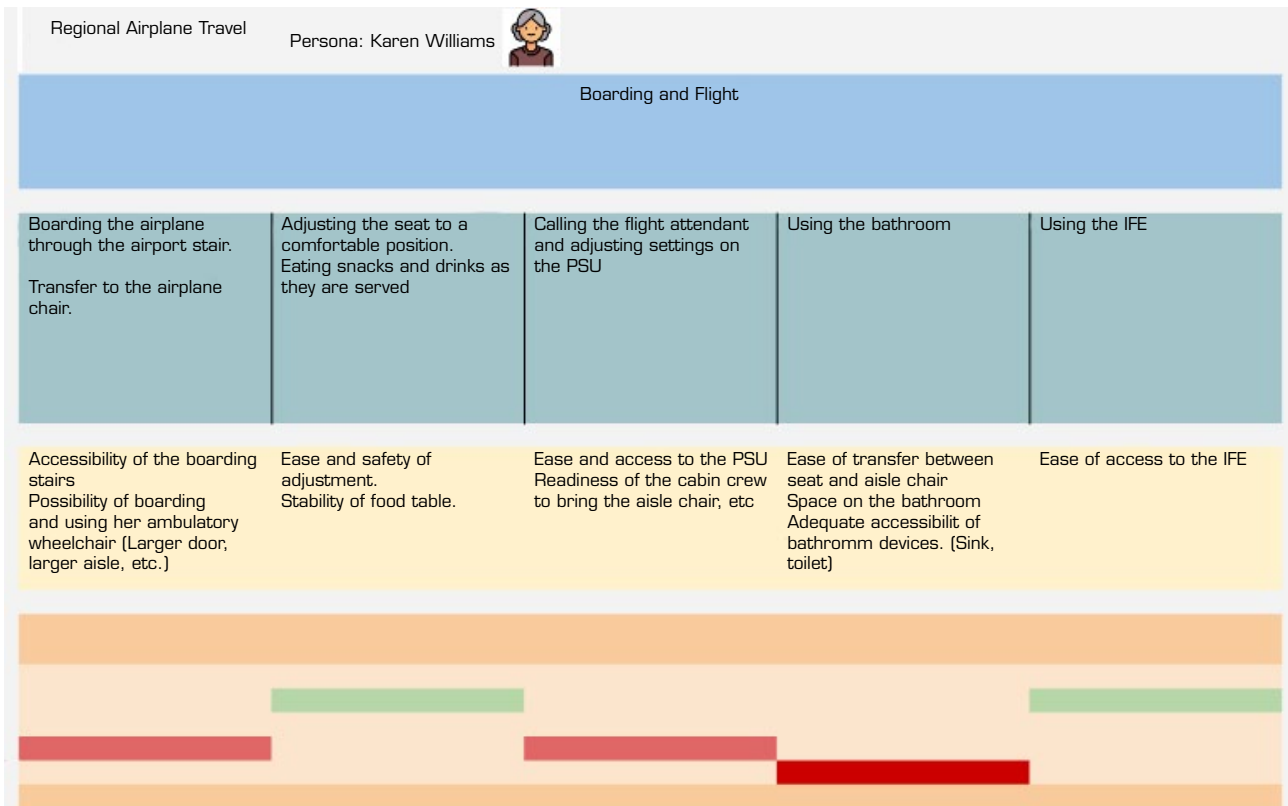 Regional Airplane Travel
Persona: Karen Williams
Boarding and Flight
Boarding the airplane
through the airport stair.
Transfer to the airplane
chair.
Adjusting the seat to a
comfortable position.
Eating snacks and drinks as
they are served
Calling the flight attendant
and adjusting settings on
the PSU
Using the bathroom
Using the IFE
Accessibility of the boarding
stairs
Possibility of boarding
and using her ambulatory
wheelchair (Larger door,
larger aisle, etc.)
Ease and safety of
adjustment.
Stability of food table.
Ease and access to the PSU
Readiness of the cabin crew
to bring the aisle chair, etc
Ease of transfer between
seat and aisle chair
Space on the bathroom
Adequate accessibilit of
bathromm devices. (Sink,
toilet)
Ease of access to the IFE